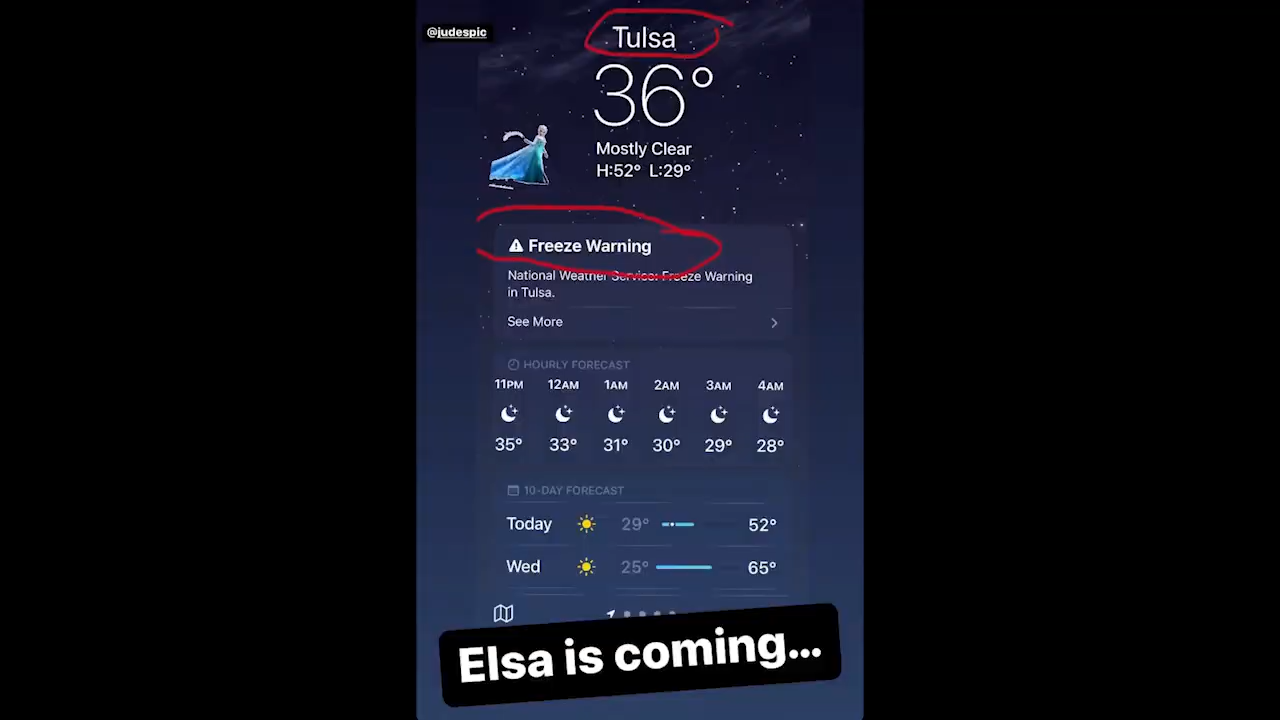 @judespic
Tulsa
36°
Mostly Clear
H:52° L:29°
Freeze Warning
National Weather Service: Freeze Warning
in Tulsa.
See More
HOURLY FORECAST
11PM 12AM 1AM 2AM 3AM 4AM
35° 33° 31° 30° 29° 28°
10-DAY FORECAST
Today 29° 52°
Wed 25° 65°
Elsa is coming...